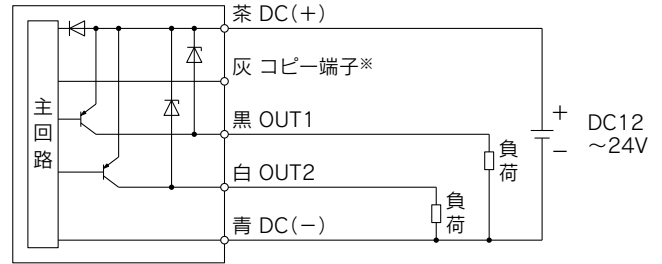 茶 DC(+)
灰 コピー端子※
主回路
黒 OUT1
+
DC12
～24V
−
負荷
白 OUT2
負荷
青 DC(−)